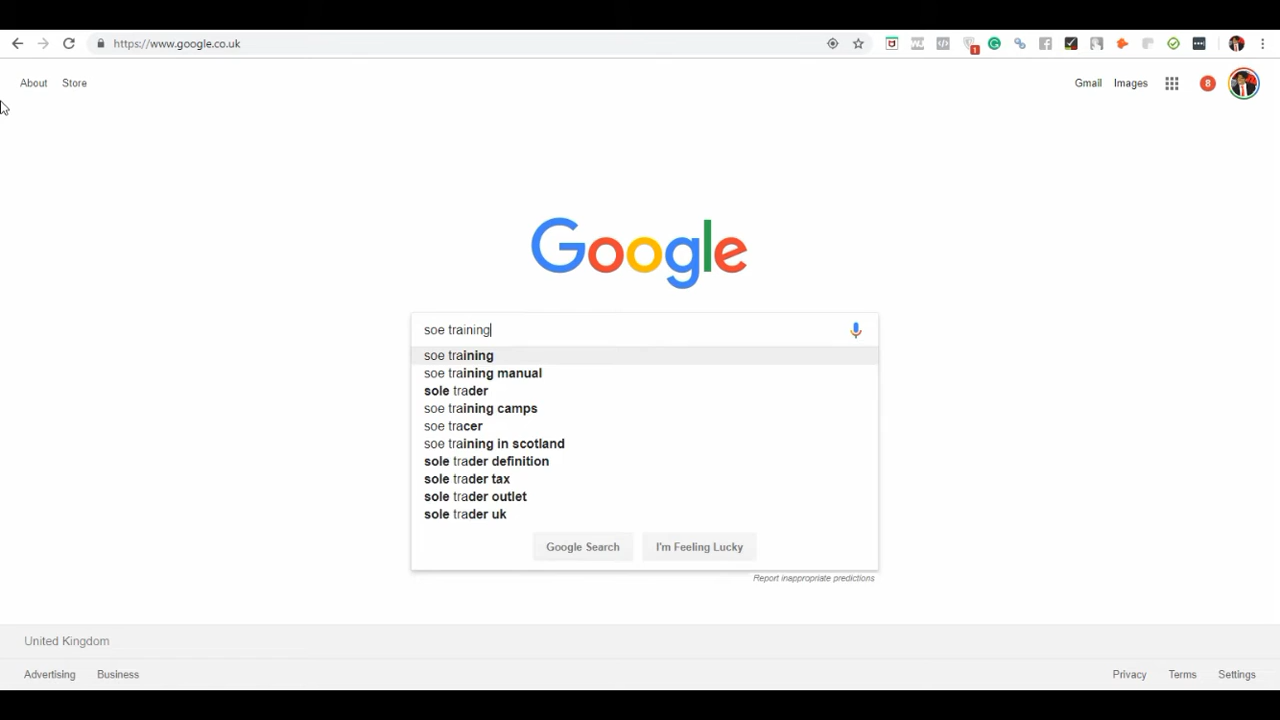 https://www.google.co.uk
1
About Store
Gmail Images 8
Google
soe training
soe training
soe training manual
sole trader
soe training camps
soe tracer
soe training in scotland
sole trader definition
sole trader tax
sole trader outlet
sole trader uk
Google Search I'm Feeling Lucky
Report inappropriate predictions
United Kingdom
Advertising Business Privacy Terms Settings